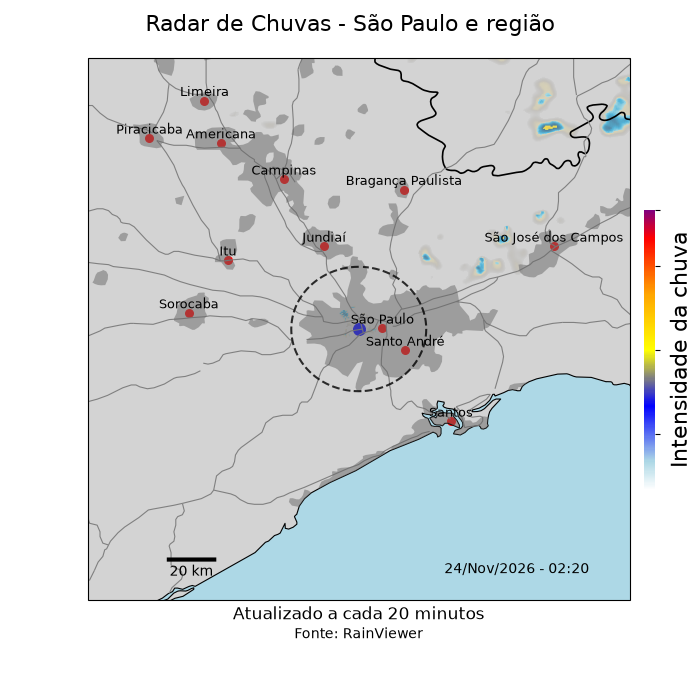 Radar de Chuvas - São Paulo e região
Limeira
Piracicaba
Americana
Campinas
Bragança Paulista
Jundiaí
São José dos Campos
Itu
Sorocaba
São Paulo
Santo André
Santos
Intensidade da chuva
20 km
24/Nov/2026 - 02:20
Atualizado a cada 20 minutos
Fonte: RainViewer